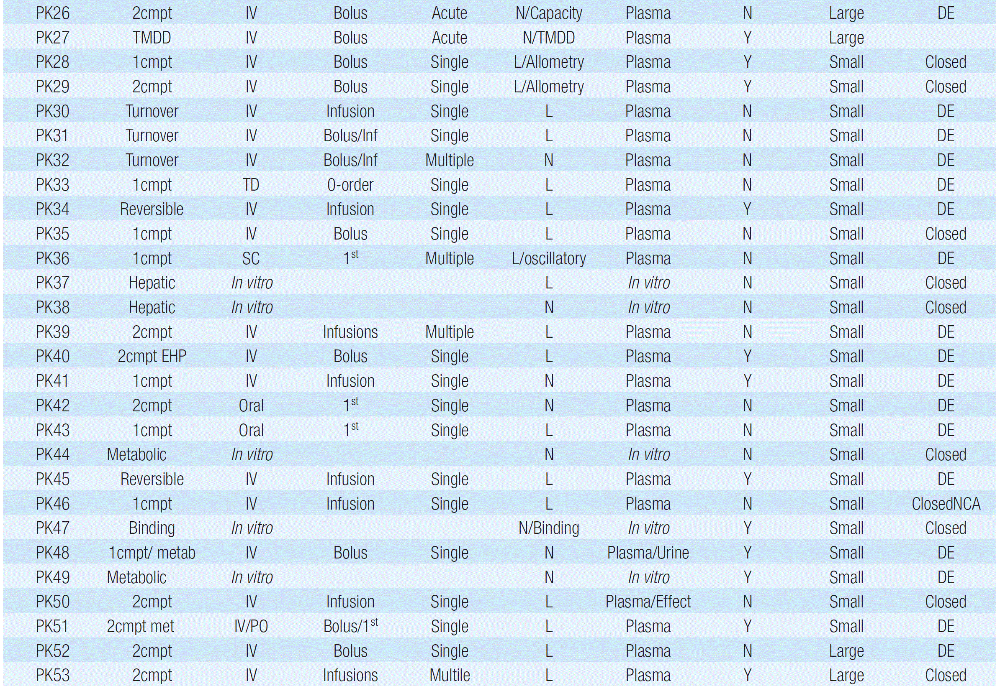 PK26 2cmpt IV Bolus Acute N/Capacity Plasma N Large DE
PK27 TMDD IV Bolus Acute N/TMDD Plasma Y Large
PK28 1cmpt IV Bolus Single L/Allometry Plasma Y Small Closed
PK29 2cmpt IV Bolus Single L/Allometry Plasma Y Small Closed
PK30 Turnover IV Infusion Single L Plasma N Small DE
PK31 Turnover IV Bolus/Inf Single L Plasma N Small DE
PK32 Turnover IV Bolus/Inf Multiple N Plasma N Small DE
PK33 1cmpt TD 0-order Single L Plasma N Small DE
PK34 Reversible IV Infusion Single L Plasma Y Small DE
PK35 1cmpt IV Bolus Single L Plasma N Small Closed
PK36 1cmpt SC 1st Multiple L/oscillatory Plasma N Small DE
PK37 Hepatic In vitro L In vitro N Small Closed
PK38 Hepatic In vitro N In vitro N Small Closed
PK39 2cmpt IV Infusions Multiple L Plasma N Small DE
PK40 2cmpt EHP IV Bolus Single L Plasma Y Small DE
PK41 1cmpt IV Infusion Single N Plasma Y Small DE
PK42 2cmpt Oral 1st Single N Plasma N Small DE
PK43 1cmpt Oral 1st Single L Plasma N Small DE
PK44 Metabolic In vitro N In vitro N Small Closed
PK45 Reversible IV Infusion Single L Plasma Y Small DE
PK46 1cmpt IV Infusion Single L Plasma N Small ClosedNCA
PK47 Binding In vitro N/Binding In vitro Y Small Closed
PK48 1cmpt/ metab IV Bolus Single N Plasma/Urine Y Small DE
PK49 Metabolic In vitro N In vitro Y Small DE
PK50 2cmpt IV Infusion Single L Plasma/Effect N Small Closed
PK51 2cmpt met IV/PO Bolus/1st Single L Plasma Y Small DE
PK52 2cmpt IV Bolus Single L Plasma N Large DE
PK53 2cmpt IV Infusions Multile L Plasma Y Large Closed